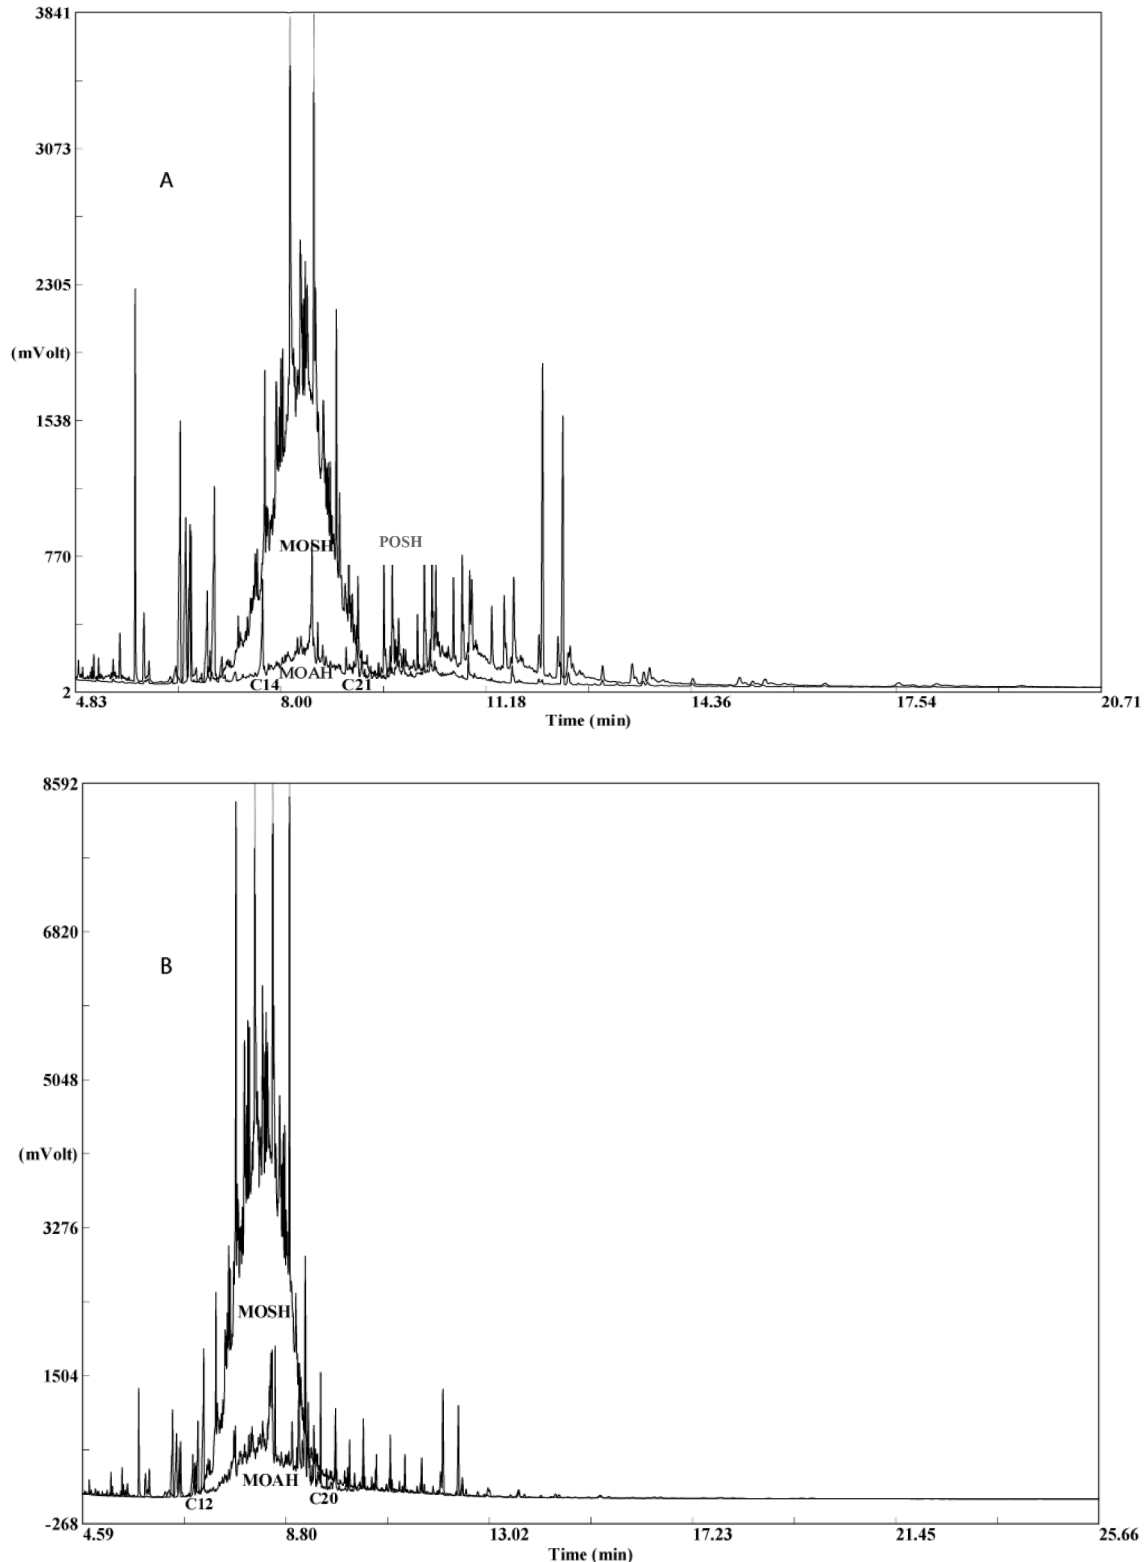 3841
A
3073
2305
(mVolt)
1538
MOSH
POSH
770
MOAH
C14
C21
2
4.83
8.00
11.18
14.36
17.54
20.71
Time (min)
8592
6820
B
5048
(mVolt)
3276
MOSH
1504
MOAH
C12
C20
-268
4.59
8.80
13.02
17.23
21.45
25.66
Time (min)